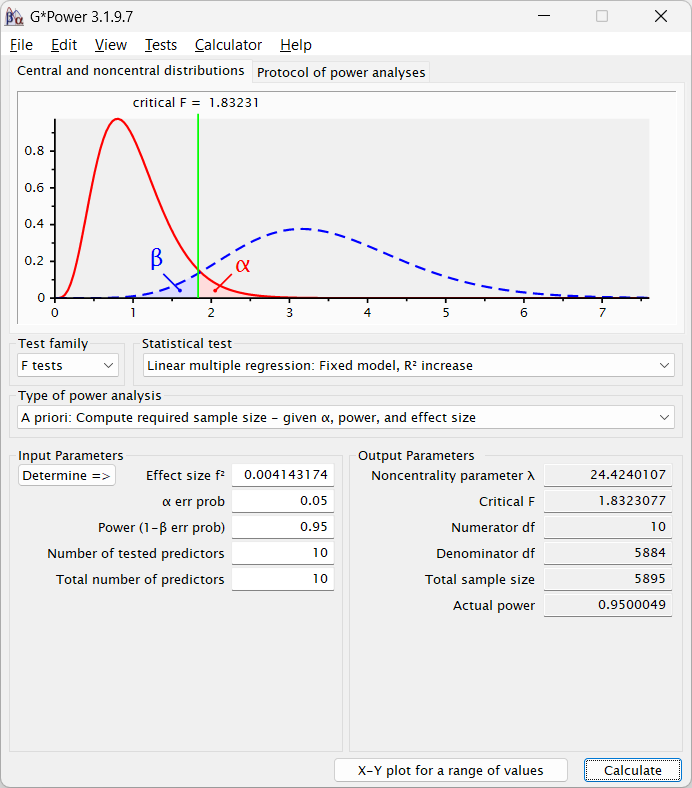 G*Power 3.1.9.7
File Edit View Tests Calculator Help
Central and noncentral distributions Protocol of power analyses
critical F = 1.83231
0.8
0.6
0.4
0.2
0
β
α
0 1 2 3 4 5 6 7
Test family
F tests
Statistical test
Linear multiple regression: Fixed model, R² increase
Type of power analysis
A priori: Compute required sample size – given α, power, and effect size
Input Parameters
Determine => Effect size f² 0.004143174
α err prob 0.05
Power (1-β err prob) 0.95
Number of tested predictors 10
Total number of predictors 10
Output Parameters
Noncentrality parameter λ 24.4240107
Critical F 1.8323077
Numerator df 10
Denominator df 5884
Total sample size 5895
Actual power 0.9500049
X-Y plot for a range of values Calculate